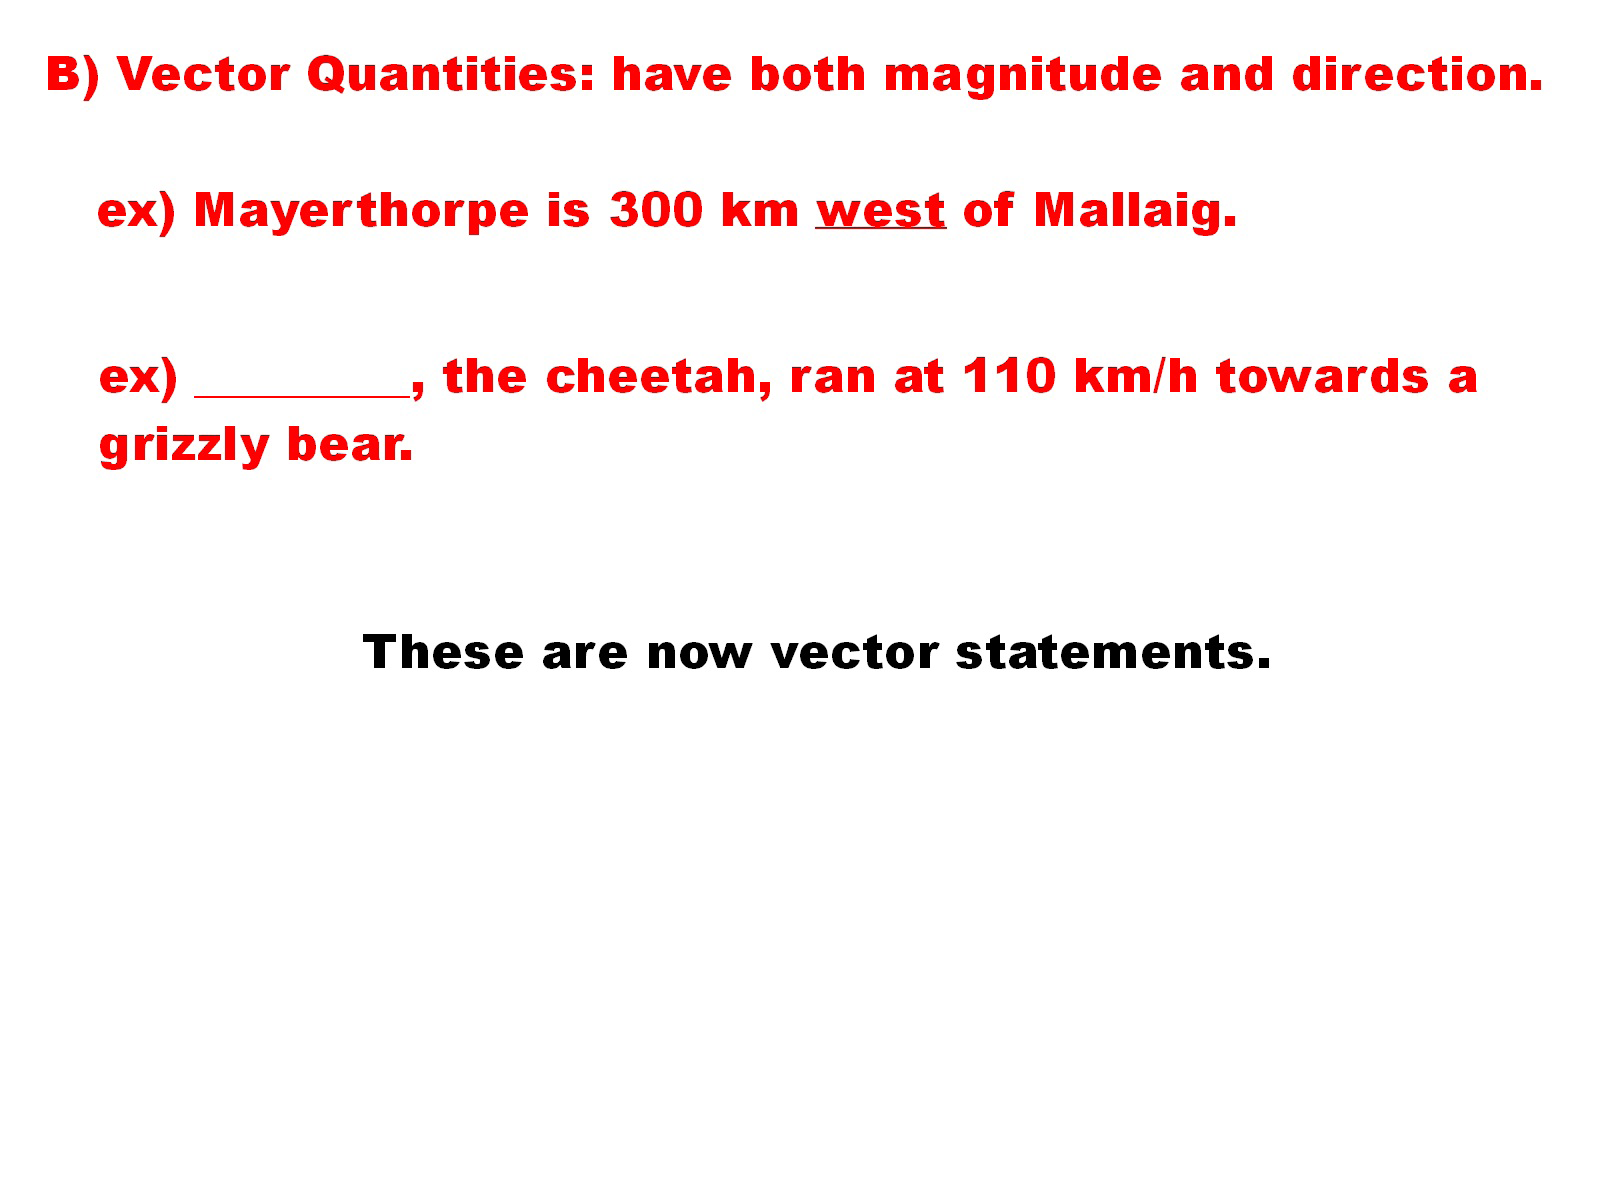 B) Vector Quantities: have both magnitude and direction.
ex) Mayerthorpe is 300 km west of Mallaig.
ex) _________, the cheetah, ran at 110 km/h towards a
grizzly bear.
These are now vector statements.